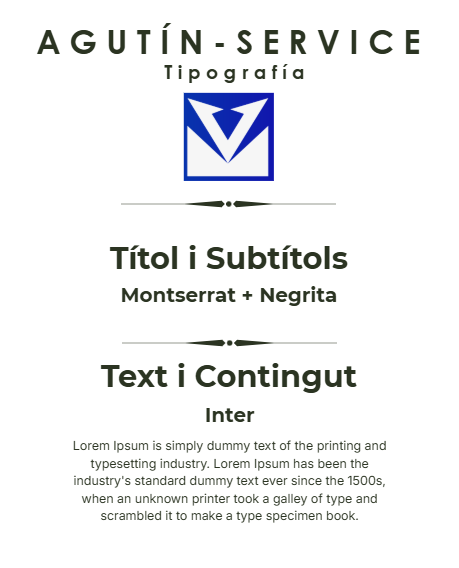 AGUTÍN-SERVICE
Tipografía
Títol i Subtítols
Montserrat + Negrita
Text i Contingut
Inter
Lorem Ipsum is simply dummy text of the printing and
typesetting industry. Lorem Ipsum has been the
industry's standard dummy text ever since the 1500s,
when an unknown printer took a galley of type and
scrambled it to make a type specimen book.